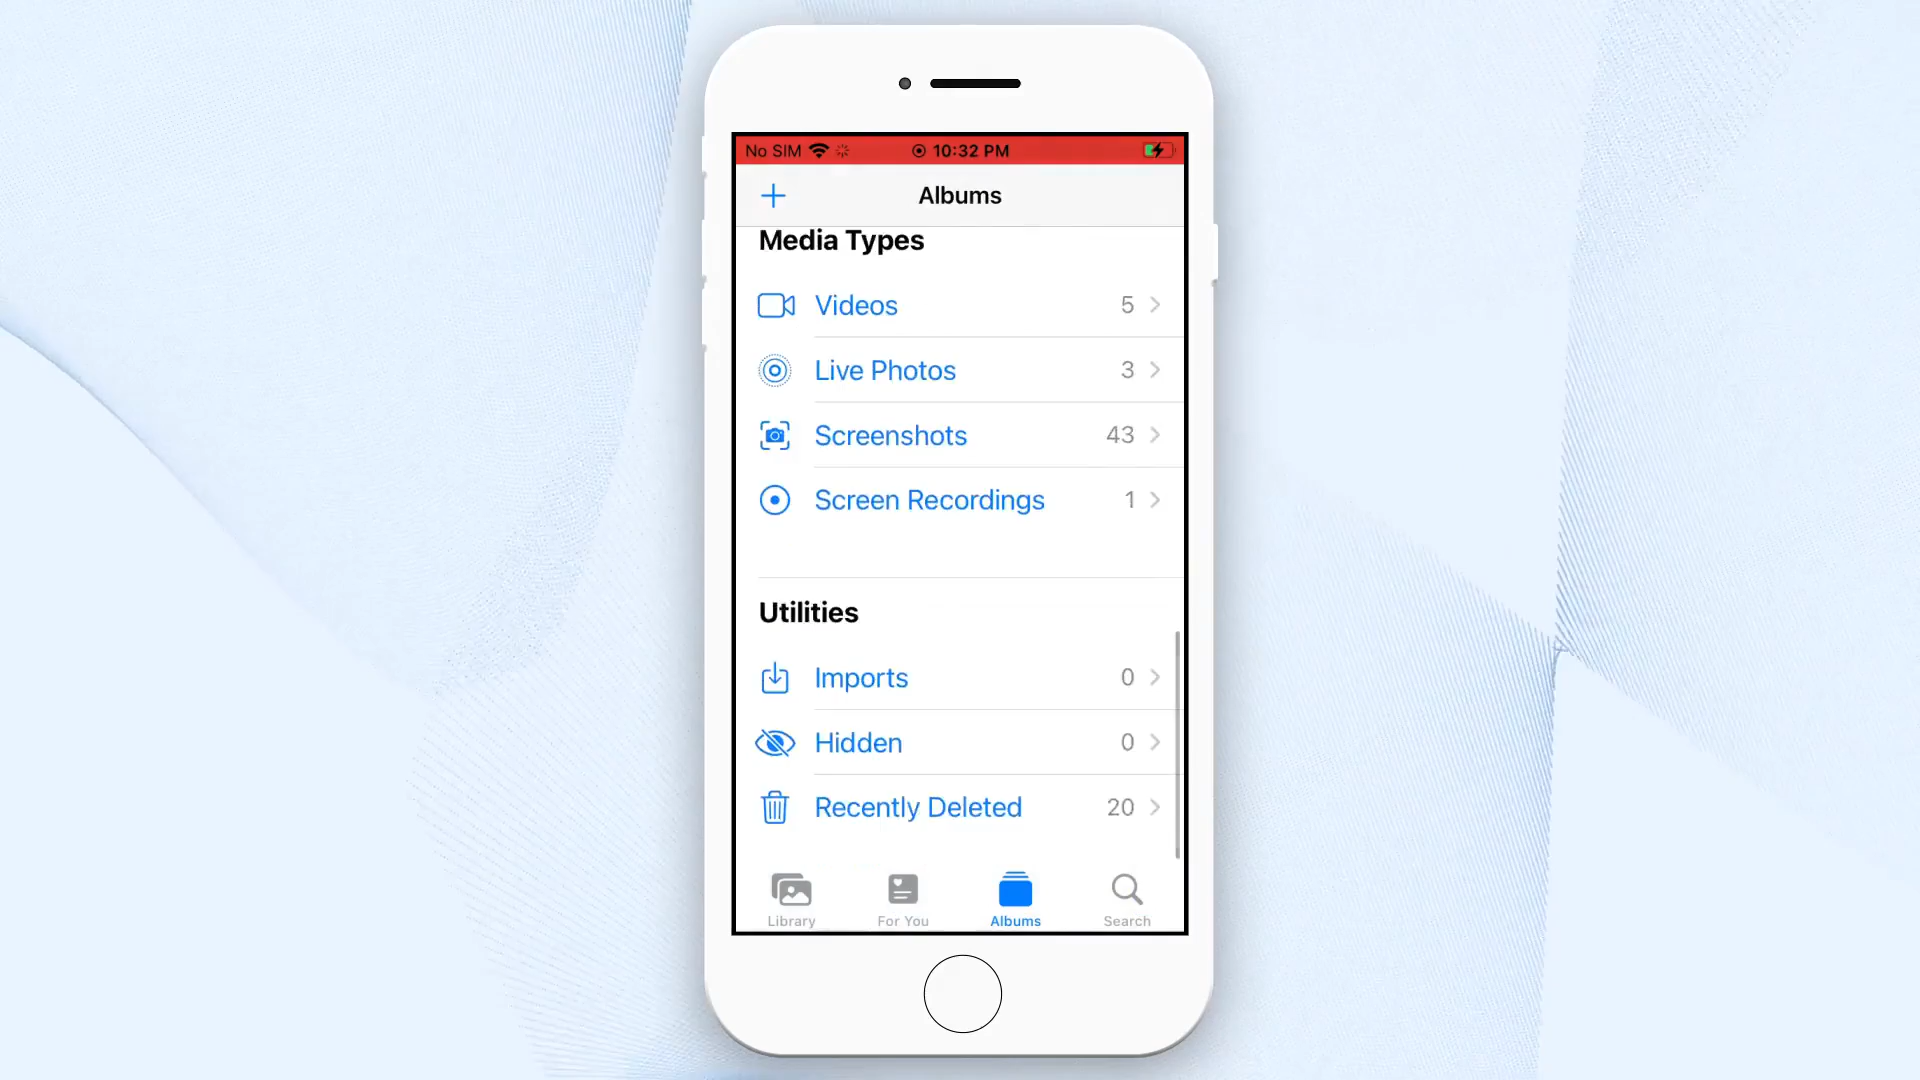 No SIM 10:32 PM
Albums
Media Types
Videos 5
Live Photos 3
Screenshots 43
Screen Recordings 1
Utilities
Imports 0
Hidden 0
Recently Deleted 20
Library For You Albums Search